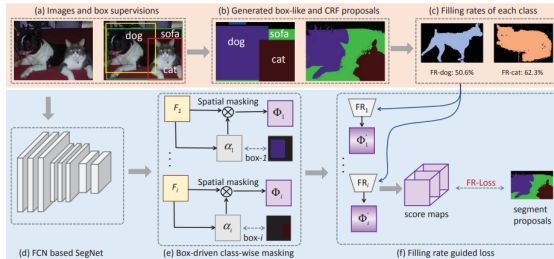 (a) Images and box supervisions
(b) Generated box-like and CRF proposals
(c) Filling rates of each class
dog
sofa
cat
dog
sofa
cat
FR-dog: 50.6%
FR-cat: 62.3%
F1
Spatial masking
Φ1
α1
box-1
Fi
Spatial masking
Φi
αi
box-i
FR1
Φ1
FRi
Φi
score maps
FR-Loss
segment
proposals
(d) FCN based SegNet
(e) Box-driven class-wise masking
(f) Filling rate guided loss